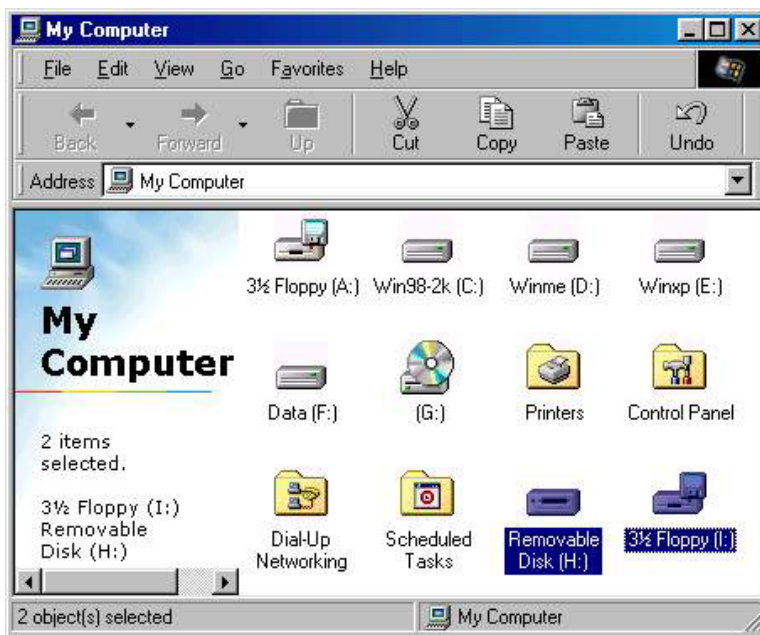 My Computer
File Edit View Go Favorites Help
Back Forward Up Cut Copy Paste Undo
Address My Computer
3½ Floppy (A:) Win98-2k (C:) Winme (D:) Winxp (E:)
My
Computer
Data (F:) (G:) Printers Control Panel
2 items
selected.
3½ Floppy (I:)
Removable
Disk (H:)
Dial-Up
Networking
Scheduled
Tasks
Removable
Disk (H:)
3½ Floppy (I:)
2 object(s) selected My Computer